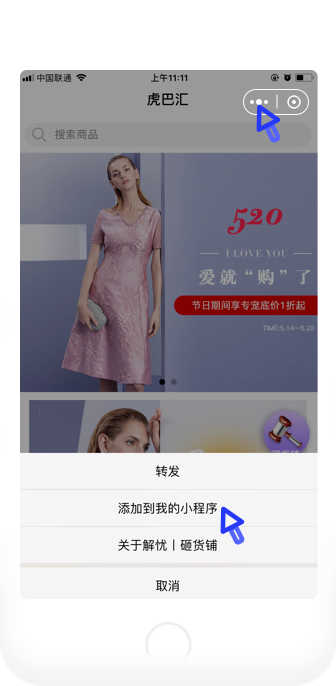 中国联通
上午11:11
虎巴汇
搜索商品
520
I LOVE YOU
爱就“购”了
节日期间享专宠底价1折起
TIME:5.14—5.20
转发
添加到我的小程序
关于解忧丨砸货铺
取消